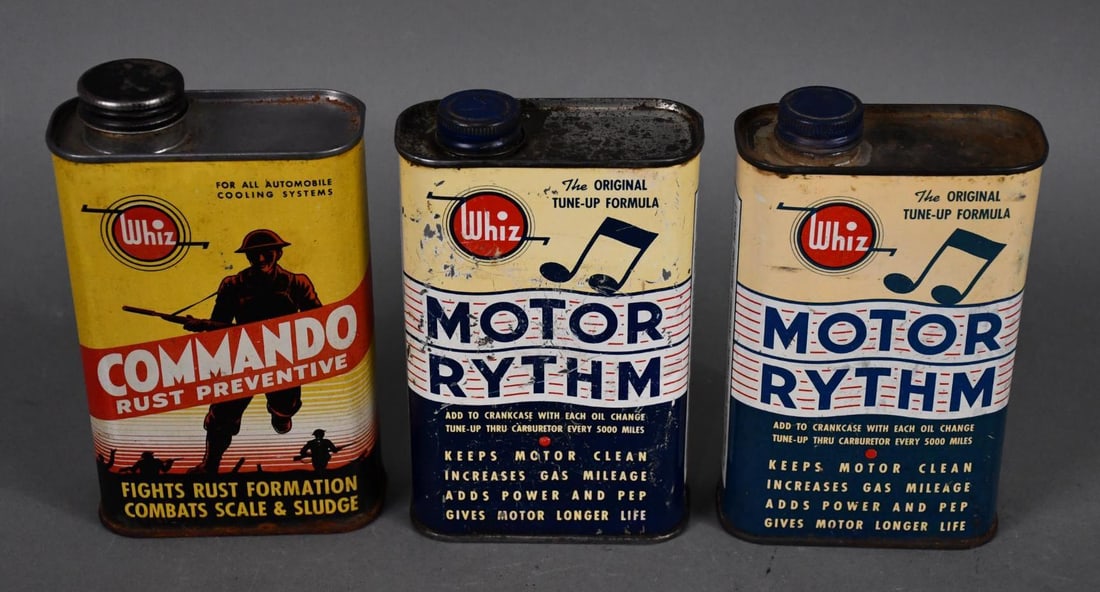 FOR ALL AUTOMOBILE
COOLING SYSTEMS
Whiz
COMMANDO
RUST PREVENTIVE
FIGHTS RUST FORMATION
COMBATS SCALE & SLUDGE
The ORIGINAL
TUNE-UP FORMULA
Whiz
MOTOR
RYTHM
ADD TO CRANKCASE WITH EACH OIL CHANGE
TUNE-UP THRU CARBURETOR EVERY 5000 MILES
KEEPS MOTOR CLEAN
INCREASES GAS MILEAGE
ADDS POWER AND PEP
GIVES MOTOR LONGER LIFE
The ORIGINAL
TUNE-UP FORMULA
Whiz
MOTOR
RYTHM
ADD TO CRANKCASE WITH EACH OIL CHANGE
TUNE-UP THRU CARBURETOR EVERY 5000 MILES
KEEPS MOTOR CLEAN
INCREASES GAS MILEAGE
ADDS POWER AND PEP
GIVES MOTOR LONGER LIFE